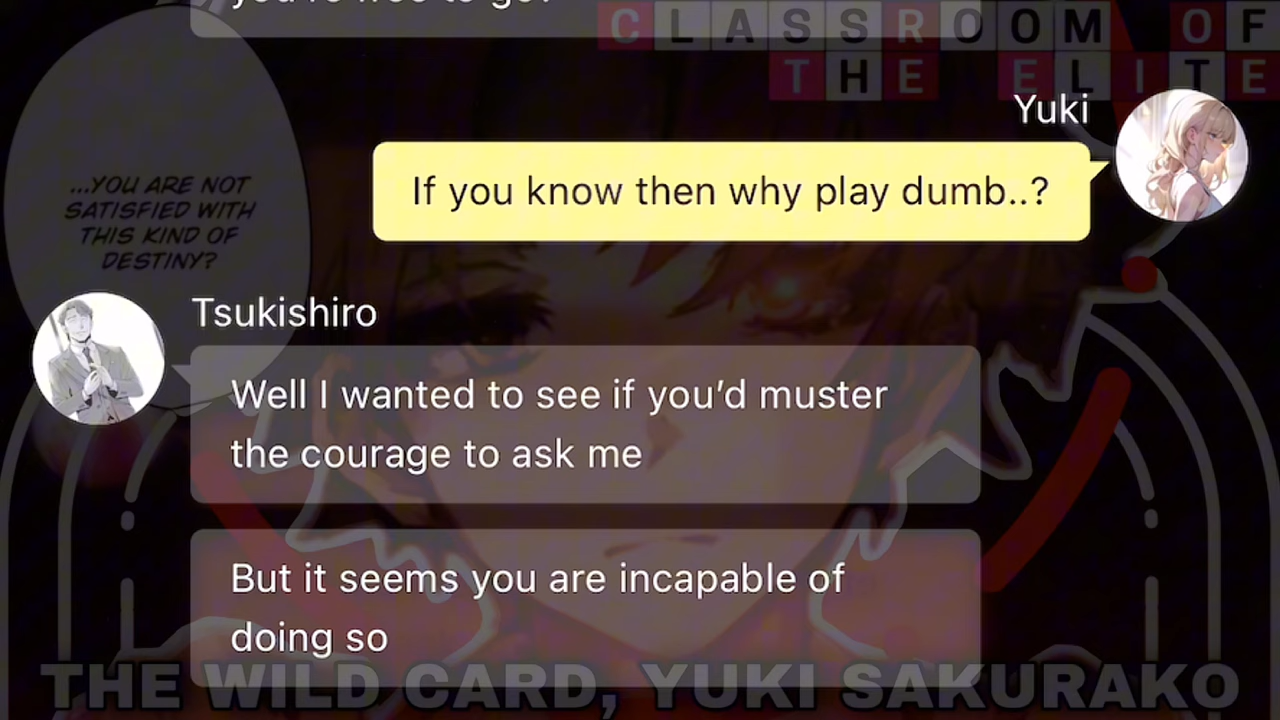 CLASSROOM OF
THE ELITE
Yuki
If you know then why play dumb..?
...YOU ARE NOT
SATISFIED WITH
THIS KIND OF
DESTINY?
Tsukishiro
Well I wanted to see if you’d muster
the courage to ask me
But it seems you are incapable of
doing so
THE WILD CARD, YUKI SAKURAKO